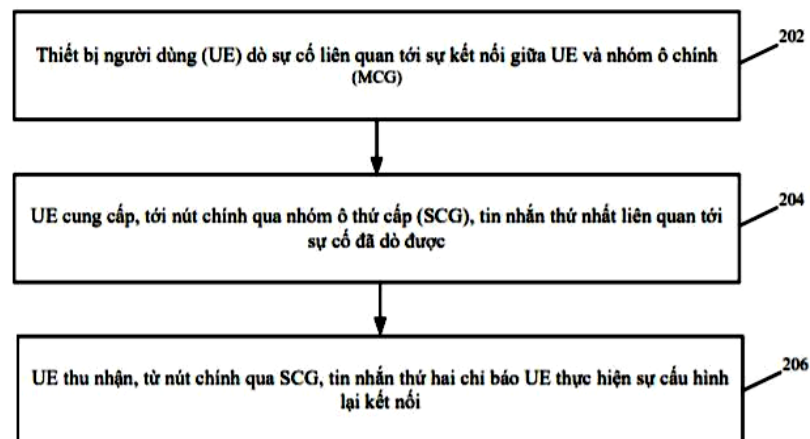 202
Thiết bị người dùng (UE) dò sự cố liên quan tới sự kết nối giữa UE và nhóm ô chính
(MCG)
204
UE cung cấp, tới nút chính qua nhóm ô thứ cấp (SCG), tin nhắn thứ nhất liên quan tới
sự cố đã dò được
206
UE thu nhận, từ nút chính qua SCG, tin nhắn thứ hai chỉ báo UE thực hiện sự cấu hình
lại kết nối